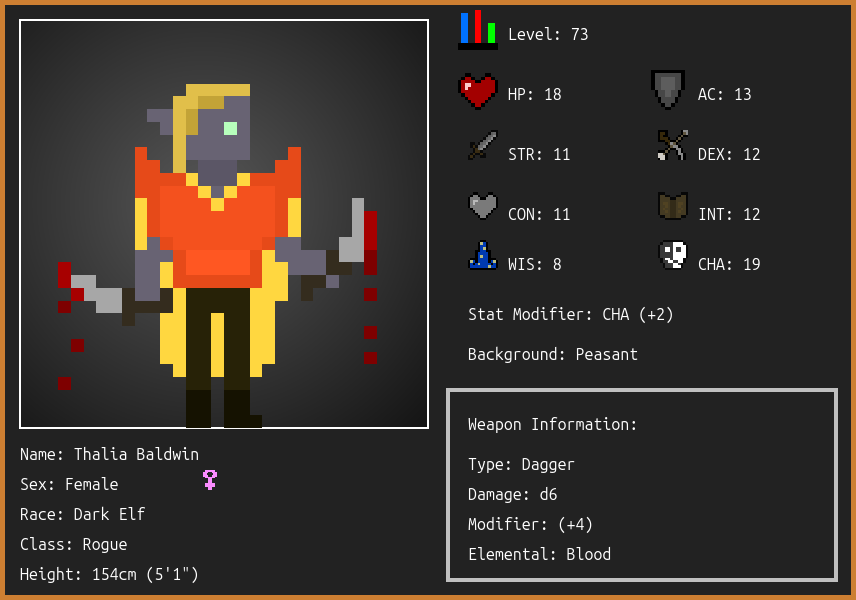 Level: 73
HP: 18
AC: 13
STR: 11
DEX: 12
CON: 11
INT: 12
WIS: 8
CHA: 19
Stat Modifier: CHA (+2)
Background: Peasant
Weapon Information:
Type: Dagger
Damage: d6
Modifier: (+4)
Elemental: Blood
Name: Thalia Baldwin
Sex: Female
Race: Dark Elf
Class: Rogue
Height: 154cm (5'1")